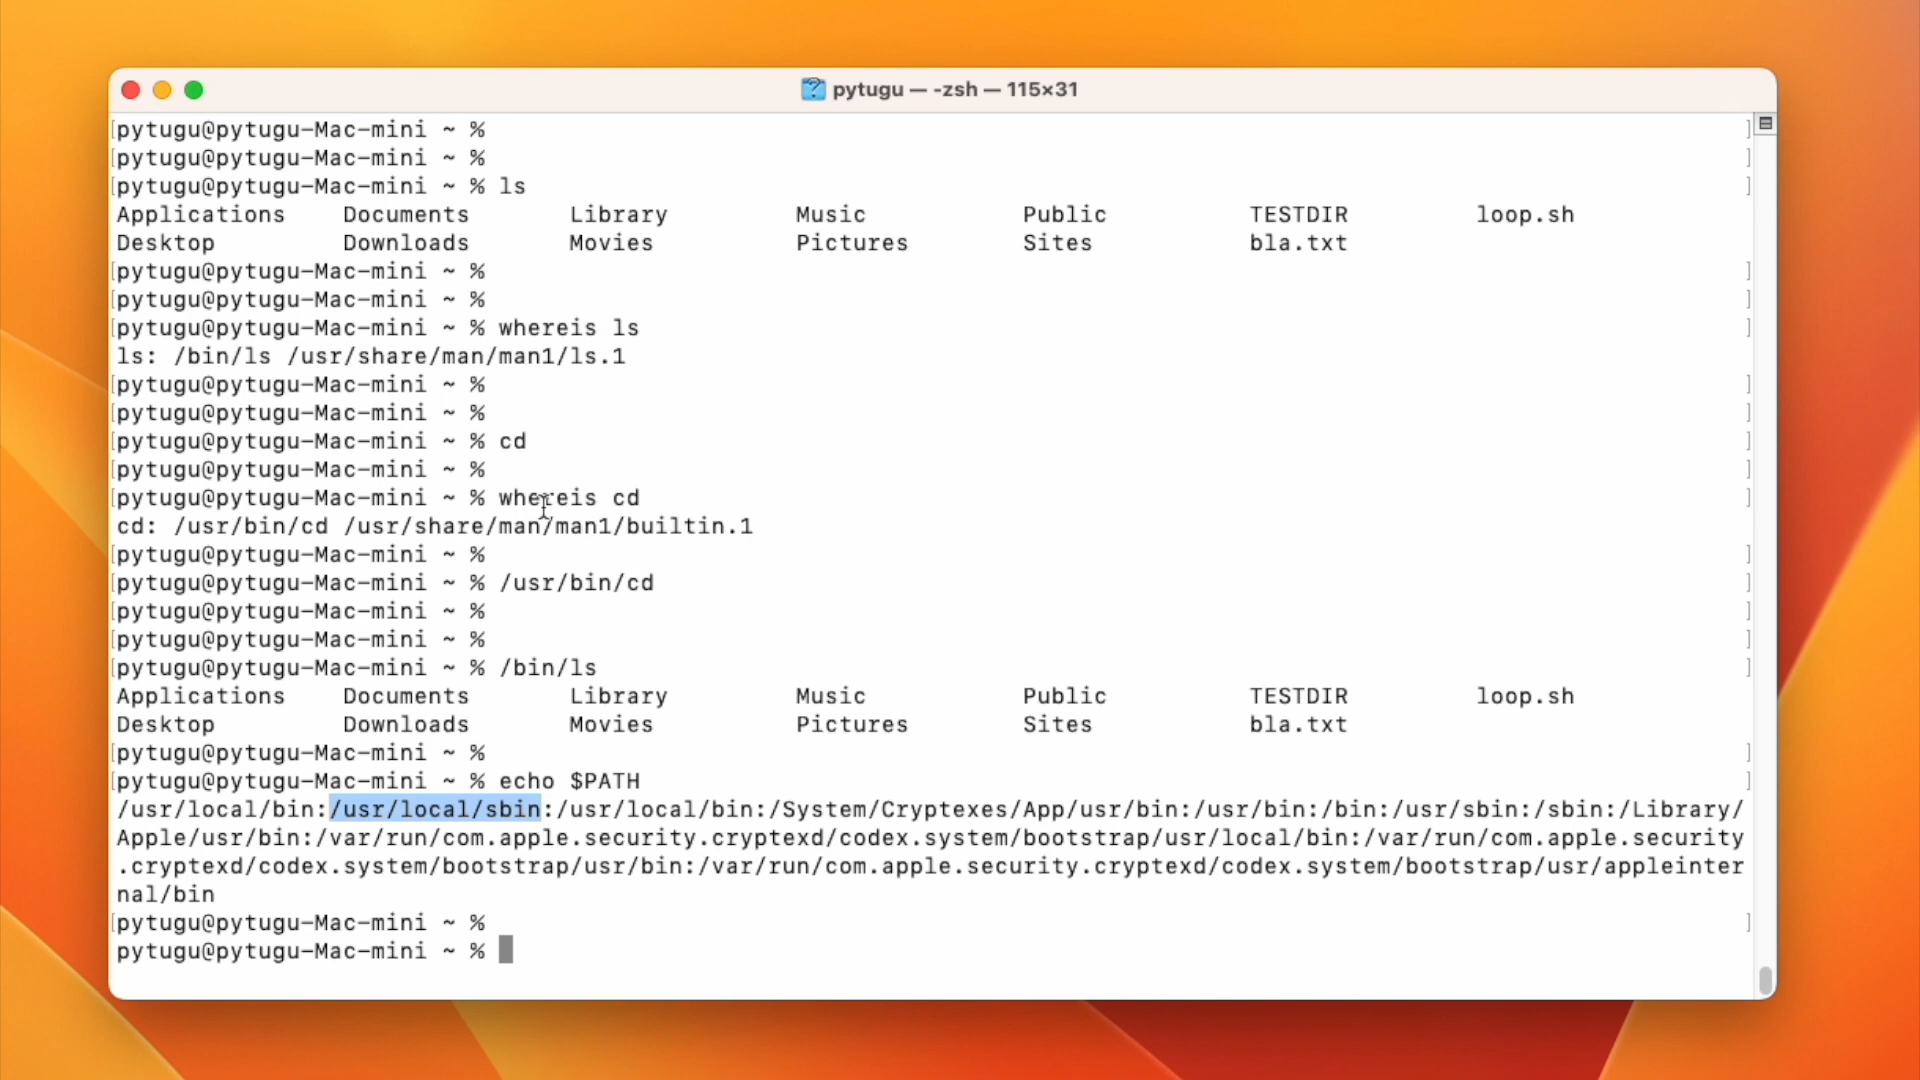 pytugu — -zsh — 115×31
[pytugu@pytugu-Mac-mini ~ % ]
[pytugu@pytugu-Mac-mini ~ % ]
[pytugu@pytugu-Mac-mini ~ % ls ]
Applications Documents Library Music Public TESTDIR loop.sh
Desktop Downloads Movies Pictures Sites bla.txt
[pytugu@pytugu-Mac-mini ~ % ]
[pytugu@pytugu-Mac-mini ~ % ]
[pytugu@pytugu-Mac-mini ~ % whereis ls ]
ls: /bin/ls /usr/share/man/man1/ls.1
[pytugu@pytugu-Mac-mini ~ % ]
[pytugu@pytugu-Mac-mini ~ % ]
[pytugu@pytugu-Mac-mini ~ % cd ]
[pytugu@pytugu-Mac-mini ~ % ]
[pytugu@pytugu-Mac-mini ~ % whereis cd ]
cd: /usr/bin/cd /usr/share/man/man1/builtin.1
[pytugu@pytugu-Mac-mini ~ % ]
[pytugu@pytugu-Mac-mini ~ % /usr/bin/cd ]
[pytugu@pytugu-Mac-mini ~ % ]
[pytugu@pytugu-Mac-mini ~ % ]
[pytugu@pytugu-Mac-mini ~ % /bin/ls ]
Applications Documents Library Music Public TESTDIR loop.sh
Desktop Downloads Movies Pictures Sites bla.txt
[pytugu@pytugu-Mac-mini ~ % ]
[pytugu@pytugu-Mac-mini ~ % echo $PATH ]
/usr/local/bin:/usr/local/sbin:/usr/local/bin:/System/Cryptexes/App/usr/bin:/usr/bin:/bin:/usr/sbin:/sbin:/Library/
Apple/usr/bin:/var/run/com.apple.security.cryptexd/codex.system/bootstrap/usr/local/bin:/var/run/com.apple.security
.cryptexd/codex.system/bootstrap/usr/bin:/var/run/com.apple.security.cryptexd/codex.system/bootstrap/usr/appleinter
nal/bin
[pytugu@pytugu-Mac-mini ~ % ]
pytugu@pytugu-Mac-mini ~ %